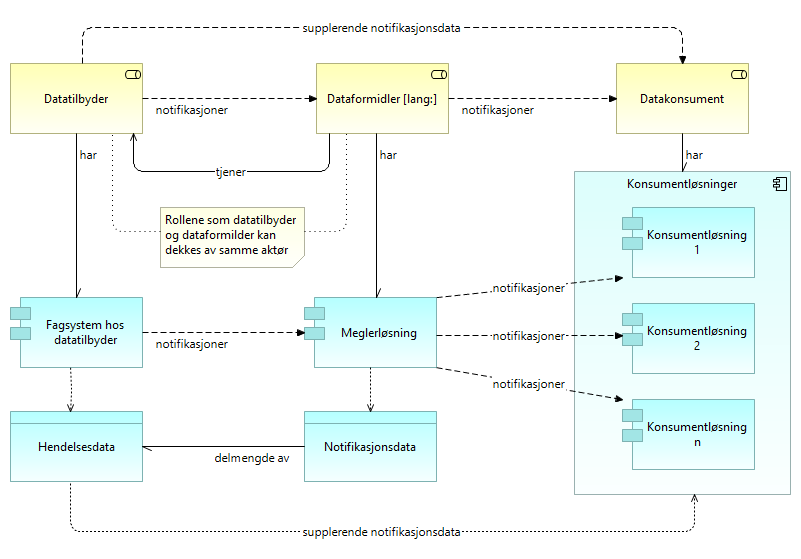 supplerende notifikasjonsdata
Datatilbyder
notifikasjoner
Dataformidler [lang:]
notifikasjoner
Datakonsument
har
tjener
har
har
Rollene som datatilbyder
og dataformilder kan
dekkes av samme aktør
Konsumentløsninger
Konsumentløsning
1
notifikasjoner
Fagsystem hos
datatilbyder
notifikasjoner
Meglerløsning
notifikasjoner
Konsumentløsning
2
notifikasjoner
Konsumentløsning
n
Hendelsesdata
delmengde av
Notifikasjonsdata
supplerende notifikasjonsdata